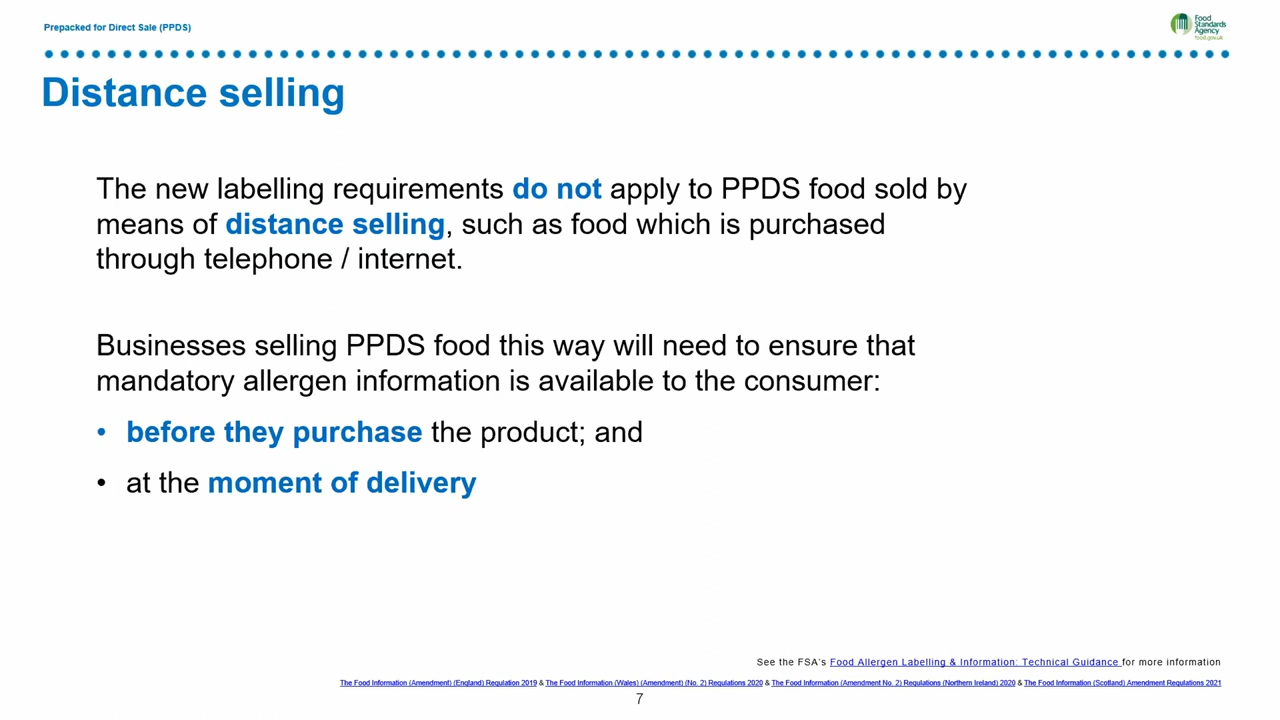 Prepacked for Direct Sale (PPDS)
Food
Standards
Agency
food.gov.uk
Distance selling
The new labelling requirements do not apply to PPDS food sold by
means of distance selling, such as food which is purchased
through telephone / internet.
Businesses selling PPDS food this way will need to ensure that
mandatory allergen information is available to the consumer:
• before they purchase the product; and
• at the moment of delivery
See the FSA's Food Allergen Labelling & Information: Technical Guidance for more information
The Food Information (Amendment) (England) Regulation 2019 & The Food Information (Wales) (Amendment) (No. 2) Regulations 2020 & The Food Information (Amendment No. 2) Regulations (Northern Ireland) 2020 & The Food Information (Scotland) Amendment Regulations 2021
7